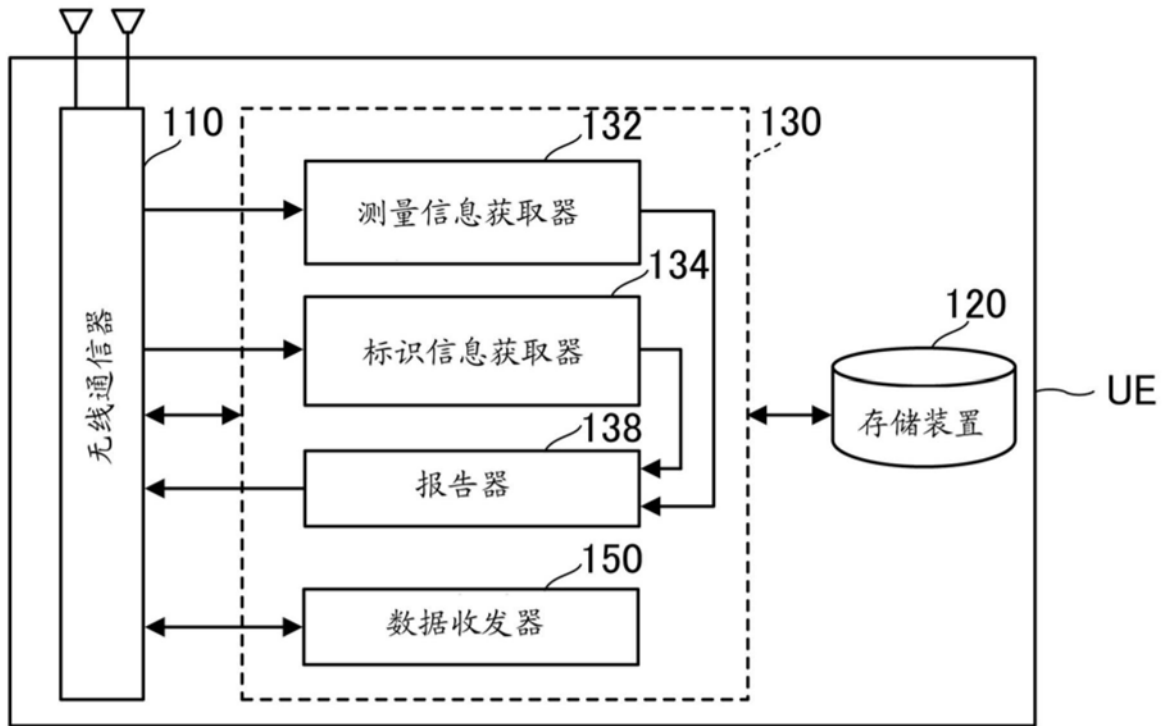 110
132
130
测量信息获取器
134
标识信息获取器
120
UE
无线通信器
存储装置
138
报告器
150
数据收发器